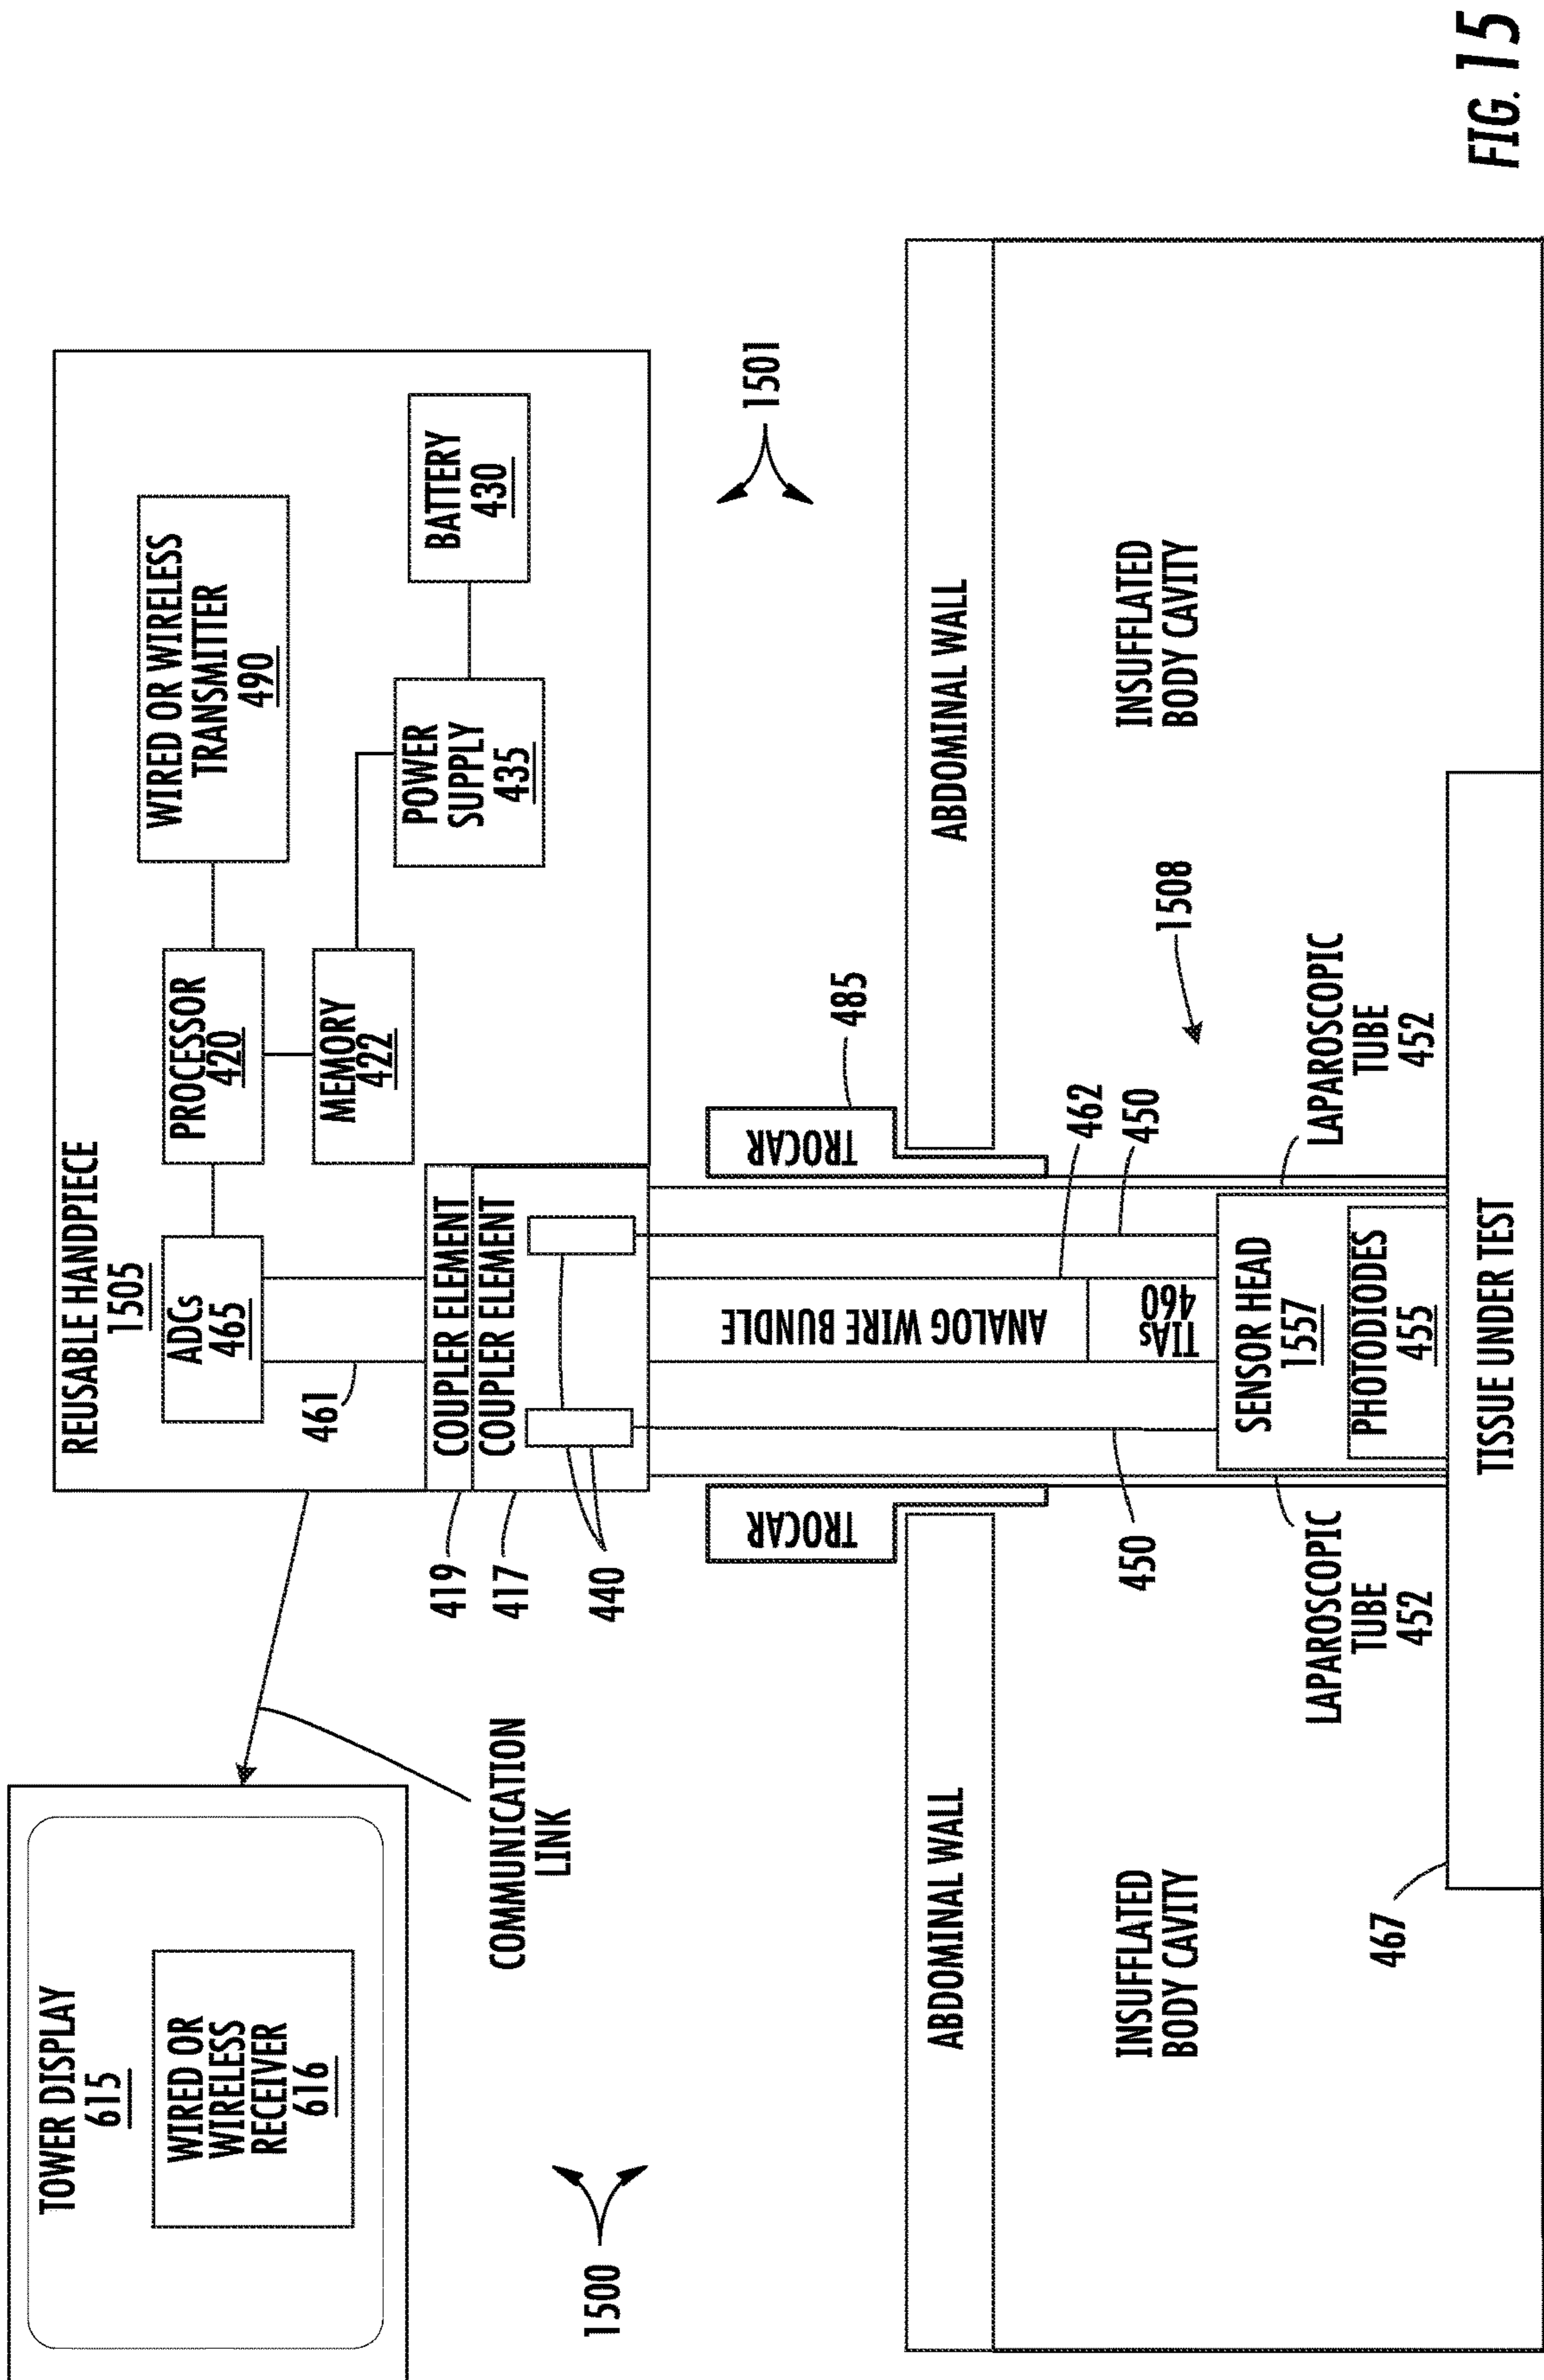 TOWER DISPLAY
615
WIRED OR
WIRELESS
RECEIVER
616
COMMUNICATION
LINK
1500
REUSABLE HANDPIECE
1505
ADCs
465
461
PROCESSOR
420
MEMORY
422
WIRED OR WIRELESS
TRANSMITTER
490
POWER
SUPPLY
435
BATTERY
430
COUPLER ELEMENT
COUPLER ELEMENT
419
417
440
1501
TROCAR
TROCAR
485
ANALOG WIRE BUNDLE
TIAs
460
462
450
450
ABDOMINAL WALL
ABDOMINAL WALL
INSUFFLATED
BODY CAVITY
INSUFFLATED
BODY CAVITY
1508
SENSOR HEAD
1557
PHOTODIODES
455
LAPAROSCOPIC
TUBE
452
LAPAROSCOPIC
TUBE
452
467
TISSUE UNDER TEST
FIG. 15